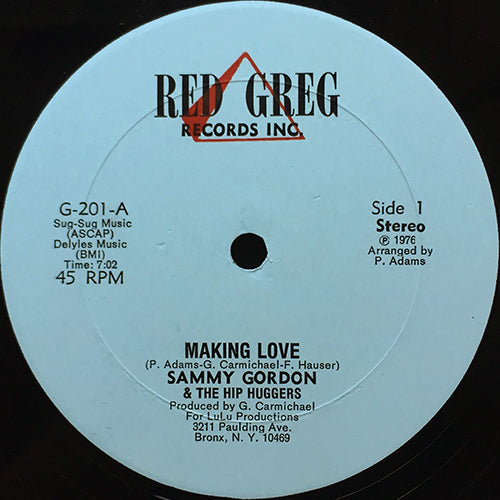 RED GREG
RECORDS INC.
G-201-A
Sug-Sug Music
(ASCAP)
Delyles Music
(BMI)
Time: 7:02
45 RPM
Side 1
Stereo
Ⓟ 1976
Arranged by
P. Adams
MAKING LOVE
(P. Adams-G. Carmichael-F. Hauser)
SAMMY GORDON
& THE HIP HUGGERS
Produced by G. Carmichael
For LuLu Productions
3211 Paulding Ave.
Bronx, N. Y. 10469